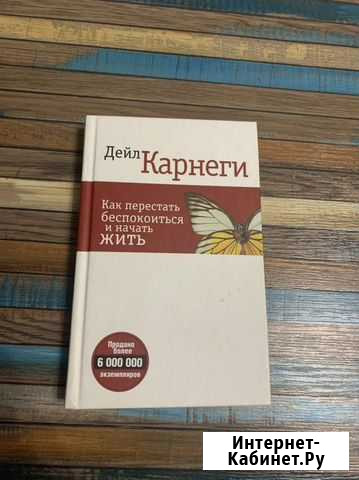 Дейл Карнеги
Как перестать
беспокоиться
и начать
ЖИТЬ
Продано
более
6 000 000
экземпляров
Интернет-
Кабинет.Ру